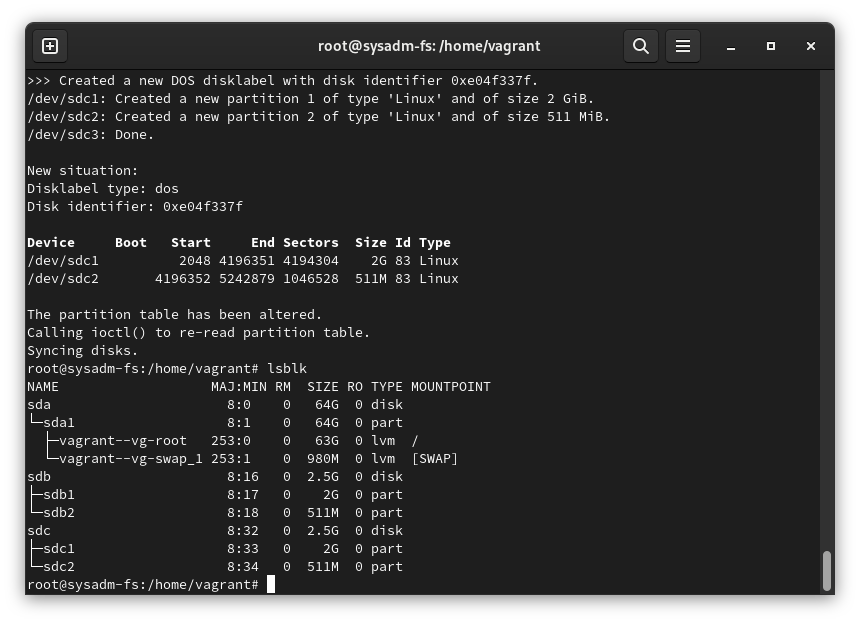 root@sysadm-fs: /home/vagrant
>>> Created a new DOS disklabel with disk identifier 0xe04f337f.
/dev/sdc1: Created a new partition 1 of type 'Linux' and of size 2 GiB.
/dev/sdc2: Created a new partition 2 of type 'Linux' and of size 511 MiB.
/dev/sdc3: Done.

New situation:
Disklabel type: dos
Disk identifier: 0xe04f337f

Device     Boot   Start     End Sectors  Size Id Type
/dev/sdc1          2048 4196351 4194304    2G 83 Linux
/dev/sdc2       4196352 5242879 1046528  511M 83 Linux

The partition table has been altered.
Calling ioctl() to re-read partition table.
Syncing disks.
root@sysadm-fs:/home/vagrant# lsblk
NAME                   MAJ:MIN RM  SIZE RO TYPE MOUNTPOINT
sda                      8:0    0   64G  0 disk
└─sda1                   8:1    0   64G  0 part
  ├─vagrant--vg-root   253:0    0   63G  0 lvm  /
  └─vagrant--vg-swap_1 253:1    0  980M  0 lvm  [SWAP]
sdb                      8:16   0  2.5G  0 disk
├─sdb1                   8:17   0    2G  0 part
└─sdb2                   8:18   0  511M  0 part
sdc                      8:32   0  2.5G  0 disk
├─sdc1                   8:33   0    2G  0 part
└─sdc2                   8:34   0  511M  0 part
root@sysadm-fs:/home/vagrant#